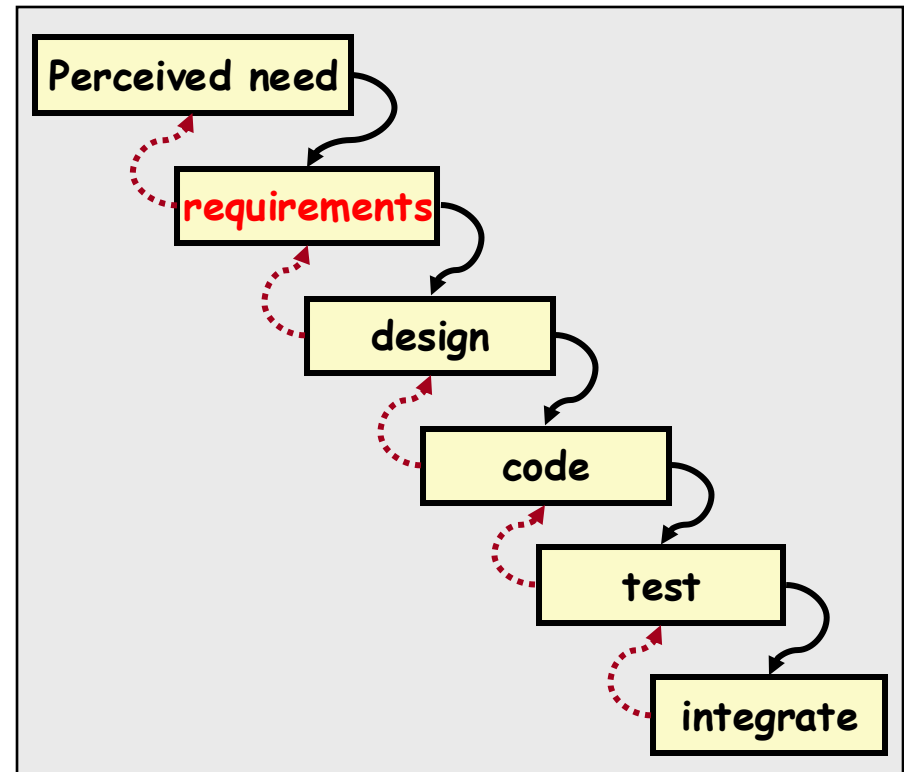 Perceived need
requirements
design
code
test
integrate